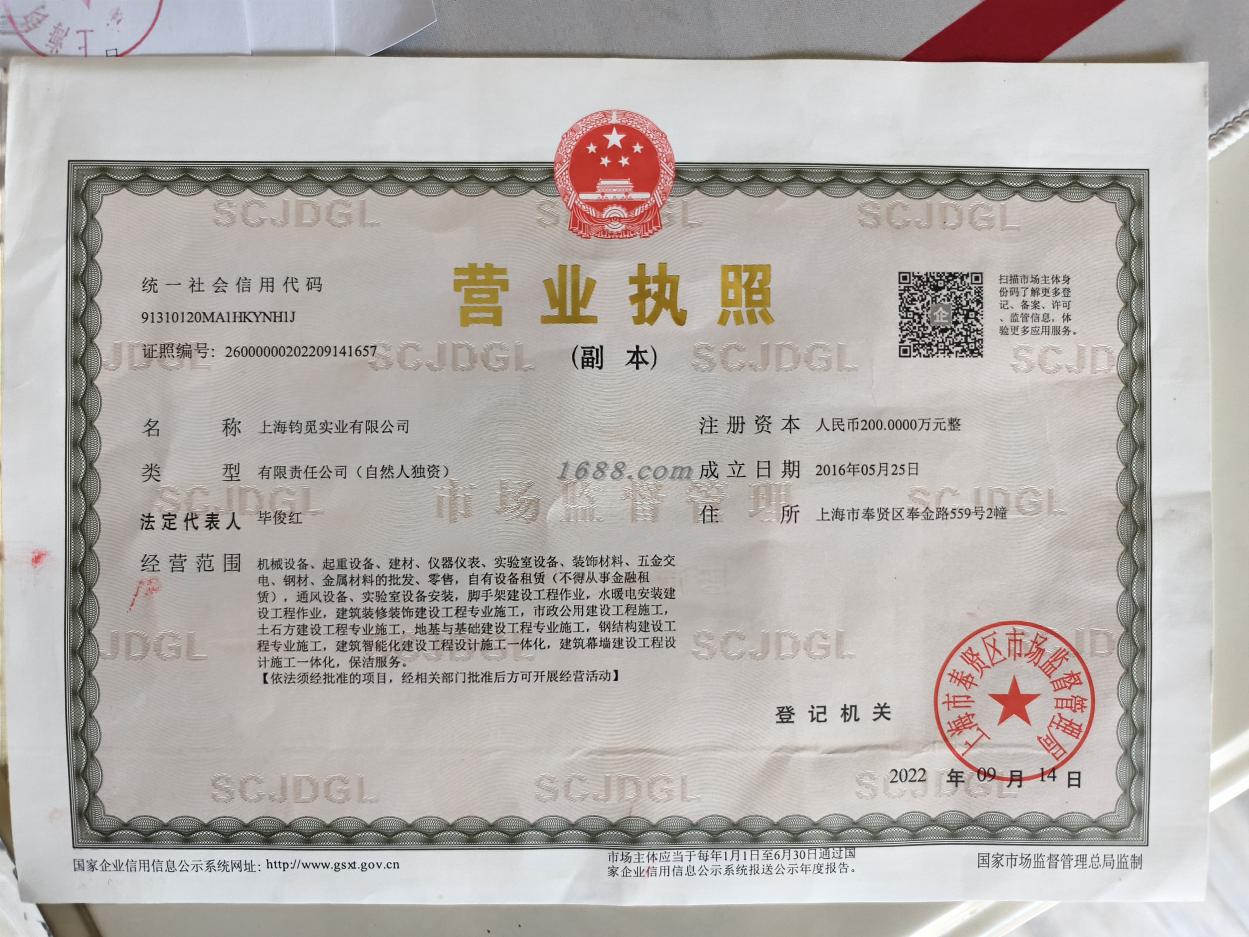 统一社会信用代码
91310120MA1HKYNH1J
证照编号：26000000202209141657
营业执照
（副 本）
扫描市场主体身
份码了解更多登
记、备案、许可
、监管信息，体
验更多应用服务。
企
名 称 上海钧觅实业有限公司
类 型 有限责任公司（自然人独资）
法定代表人 毕俊红
经营范围 机械设备、起重设备、建材、仪器仪表、实验室设备、装饰材料、五金交
电、钢材、金属材料的批发、零售，自有设备租赁（不得从事金融租
赁），通风设备、实验室设备安装，脚手架建设工程作业，水暖电安装建
设工程作业，建筑装修装饰建设工程专业施工，市政公用建设工程施工，
土石方建设工程专业施工，地基与基础建设工程专业施工，钢结构建设工
程专业施工，建筑智能化建设工程设计施工一体化，建筑幕墙建设工程设
计施工一体化，保洁服务。
【依法须经批准的项目，经相关部门批准后方可开展经营活动】
注册资本 人民币200.0000万元整
成立日期 2016年05月25日
住 所 上海市奉贤区奉金路559号2幢
1688.com
市场监督管理
SCJDGL
SCJDGL
SCJDGL
SCJDGL
SCJDGL
SCJDGL
SCJDGL
SCJDGL
SCJDGL
SCJDGL
登记机关
上海市奉贤区市场监督管理局
2022 年 09 月 14 日
国家企业信用信息公示系统网址：http://www.gsxt.gov.cn
市场主体应当于每年1月1日至6月30日通过国
家企业信用信息公示系统报送公示年度报告。
国家市场监督管理总局监制